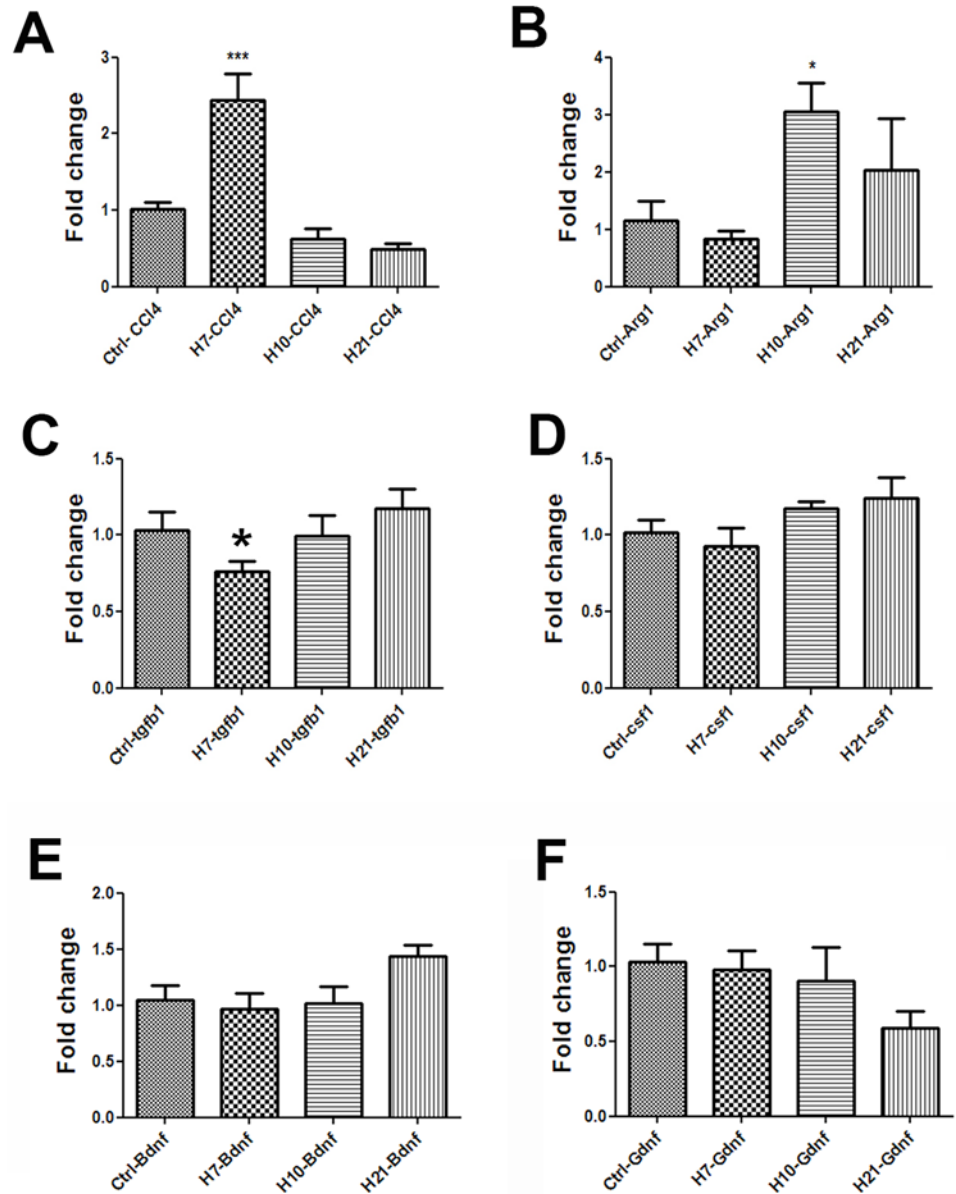 A
Fold change
3
2
1
0
***
Ctrl- CCl4
H7-CCl4
H10-CCl4
H21-CCl4
B
Fold change
4
3
2
1
0
*
Ctrl-Arg1
H7-Arg1
H10-Arg1
H21-Arg1
C
Fold change
1.5
1.0
0.5
0.0
*
Ctrl-tgfb1
H7-tgfb1
H10-tgfb1
H21-tgfb1
D
Fold change
1.5
1.0
0.5
0.0
Ctrl-csf1
H7-csf1
H10-csf1
H21-csf1
E
Fold change
2.0
1.5
1.0
0.5
0.0
Ctrl-Bdnf
H7-Bdnf
H10-Bdnf
H21-Bdnf
F
Fold change
1.5
1.0
0.5
0.0
Ctrl-Gdnf
H7-Gdnf
H10-Gdnf
H21-Gdnf